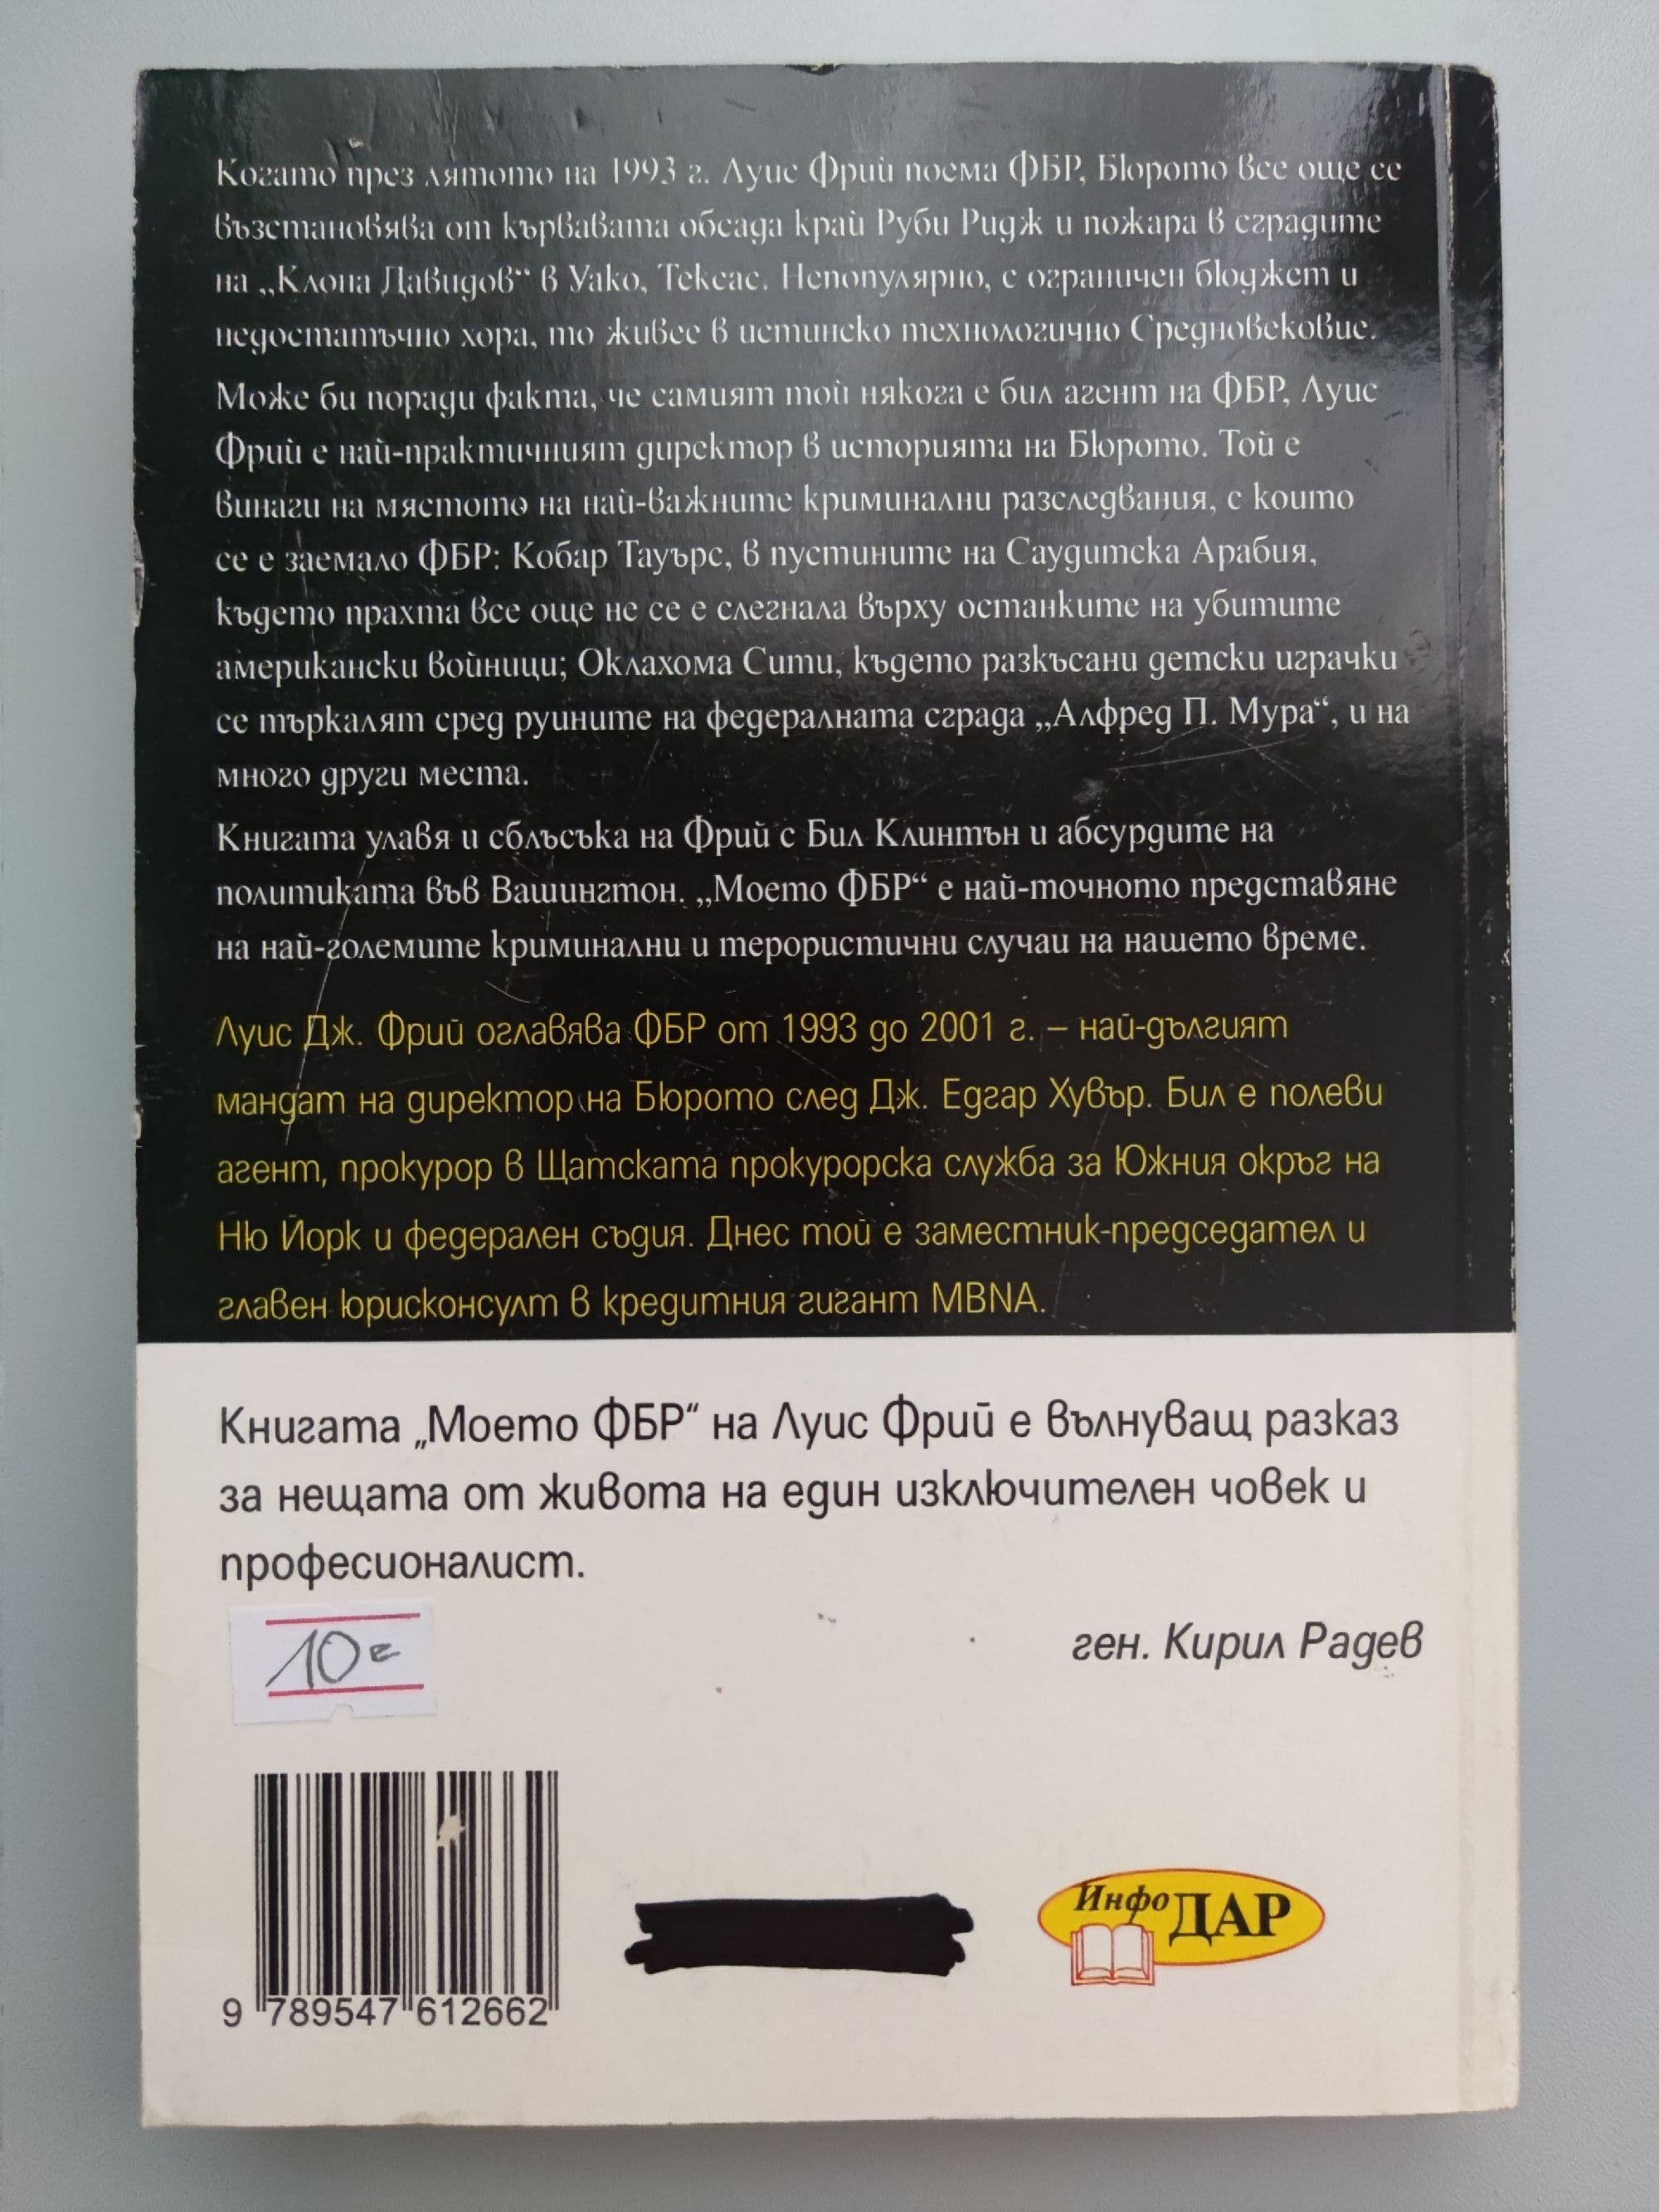 Когато през лятото на 1993 г. Луис Фрий поема ФБР, Бюрото все още се
възстановява от кървавата обсада край Руби Ридж и пожара в сградите
на „Клона Давидов“ в Уако, Тексас. Непопулярно, с ограничен бюджет и
недостатъчно хора, то живее в истинско технологично Средновековие.
Може би поради факта, че самият той някога е бил агент на ФБР, Луис
Фрий е най-практичният директор в историята на Бюрото. Той е
винаги на мястото на най-важните криминални разследвания, с които
се е заемало ФБР: Кобар Тауърс, в пустините на Саудитска Арабия,
където прахта все още не се е слегнала върху останките на убитите
американски войници; Оклахома Сити, където разкъсани детски играчки
се търкалят сред руините на федералната сграда „Алфред П. Мура“, и на
много други места.
Книгата улавя и сблъсъка на Фрий с Бил Клинтън и абсурдите на
политиката във Вашингтон. „Моето ФБР“ е най-точното представяне
на най-големите криминални и терористични случаи на нашето време.
Луис Дж. Фрий оглавява ФБР от 1993 до 2001 г. – най-дългият
мандат на директор на Бюрото след Дж. Едгар Хувър. Бил е полеви
агент, прокурор в Щатската прокурорска служба за Южния окръг на
Ню Йорк и федерален съдия. Днес той е заместник-председател и
главен юрисконсулт в кредитния гигант MBNA.
Книгата „Моето ФБР“ на Луис Фрий е вълнуващ разказ
за нещата от живота на един изключителен човек и
професионалист.
ген. Кирил Радев
10€
Инфо ДАР
9 789547 612662